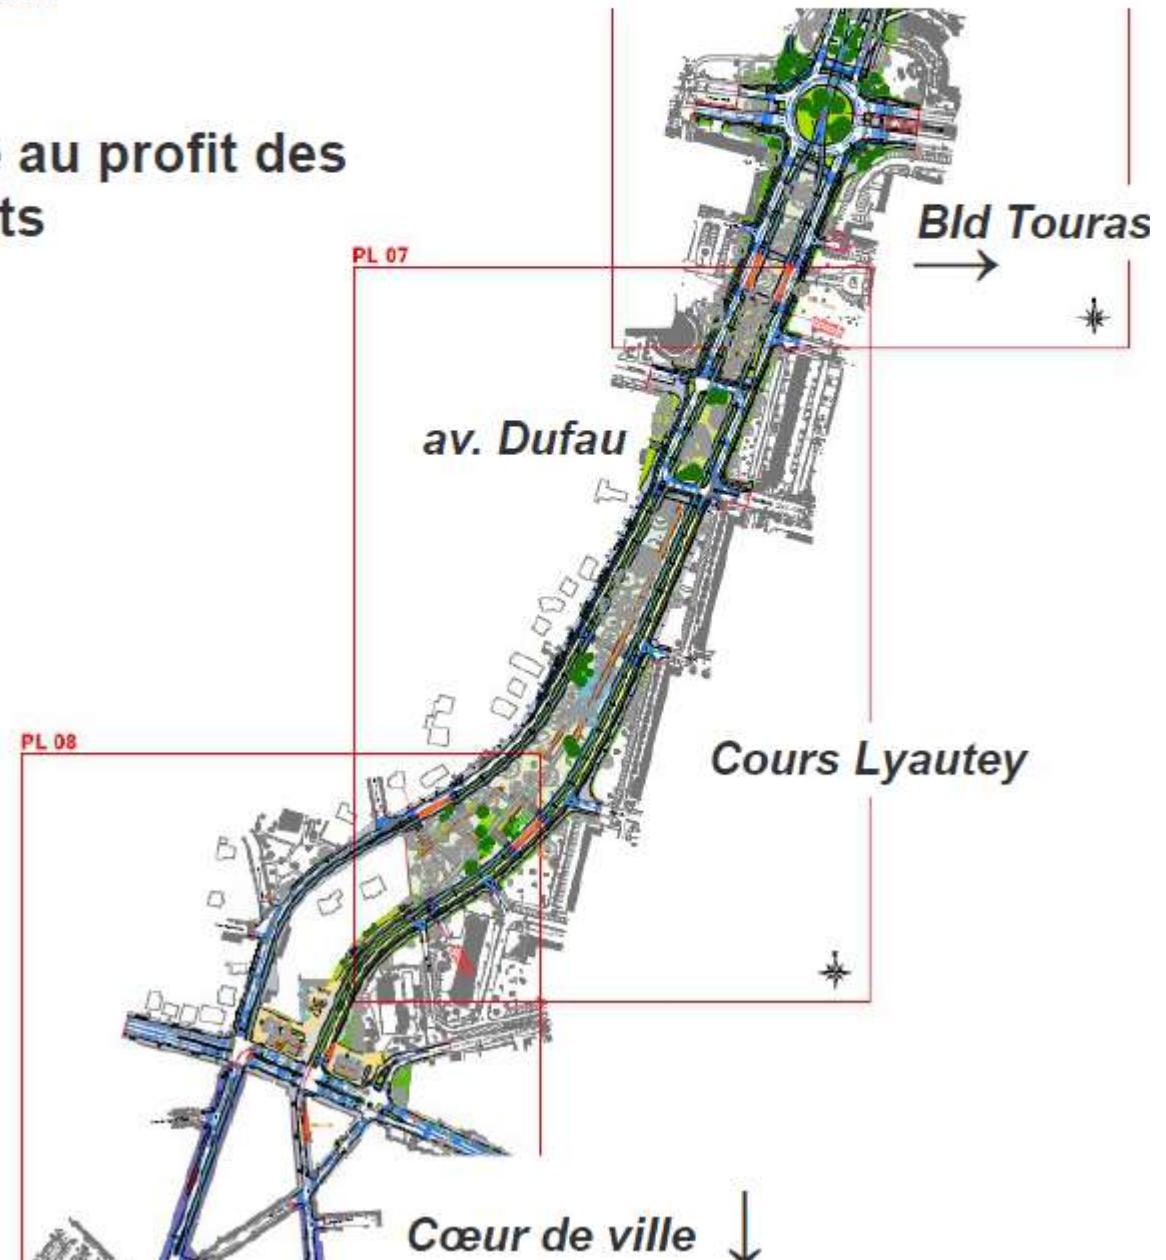 au profit des
ts
Bld Touras
PL 07
av. Dufau
Cours Lyautey
PL 08
Cœur de ville